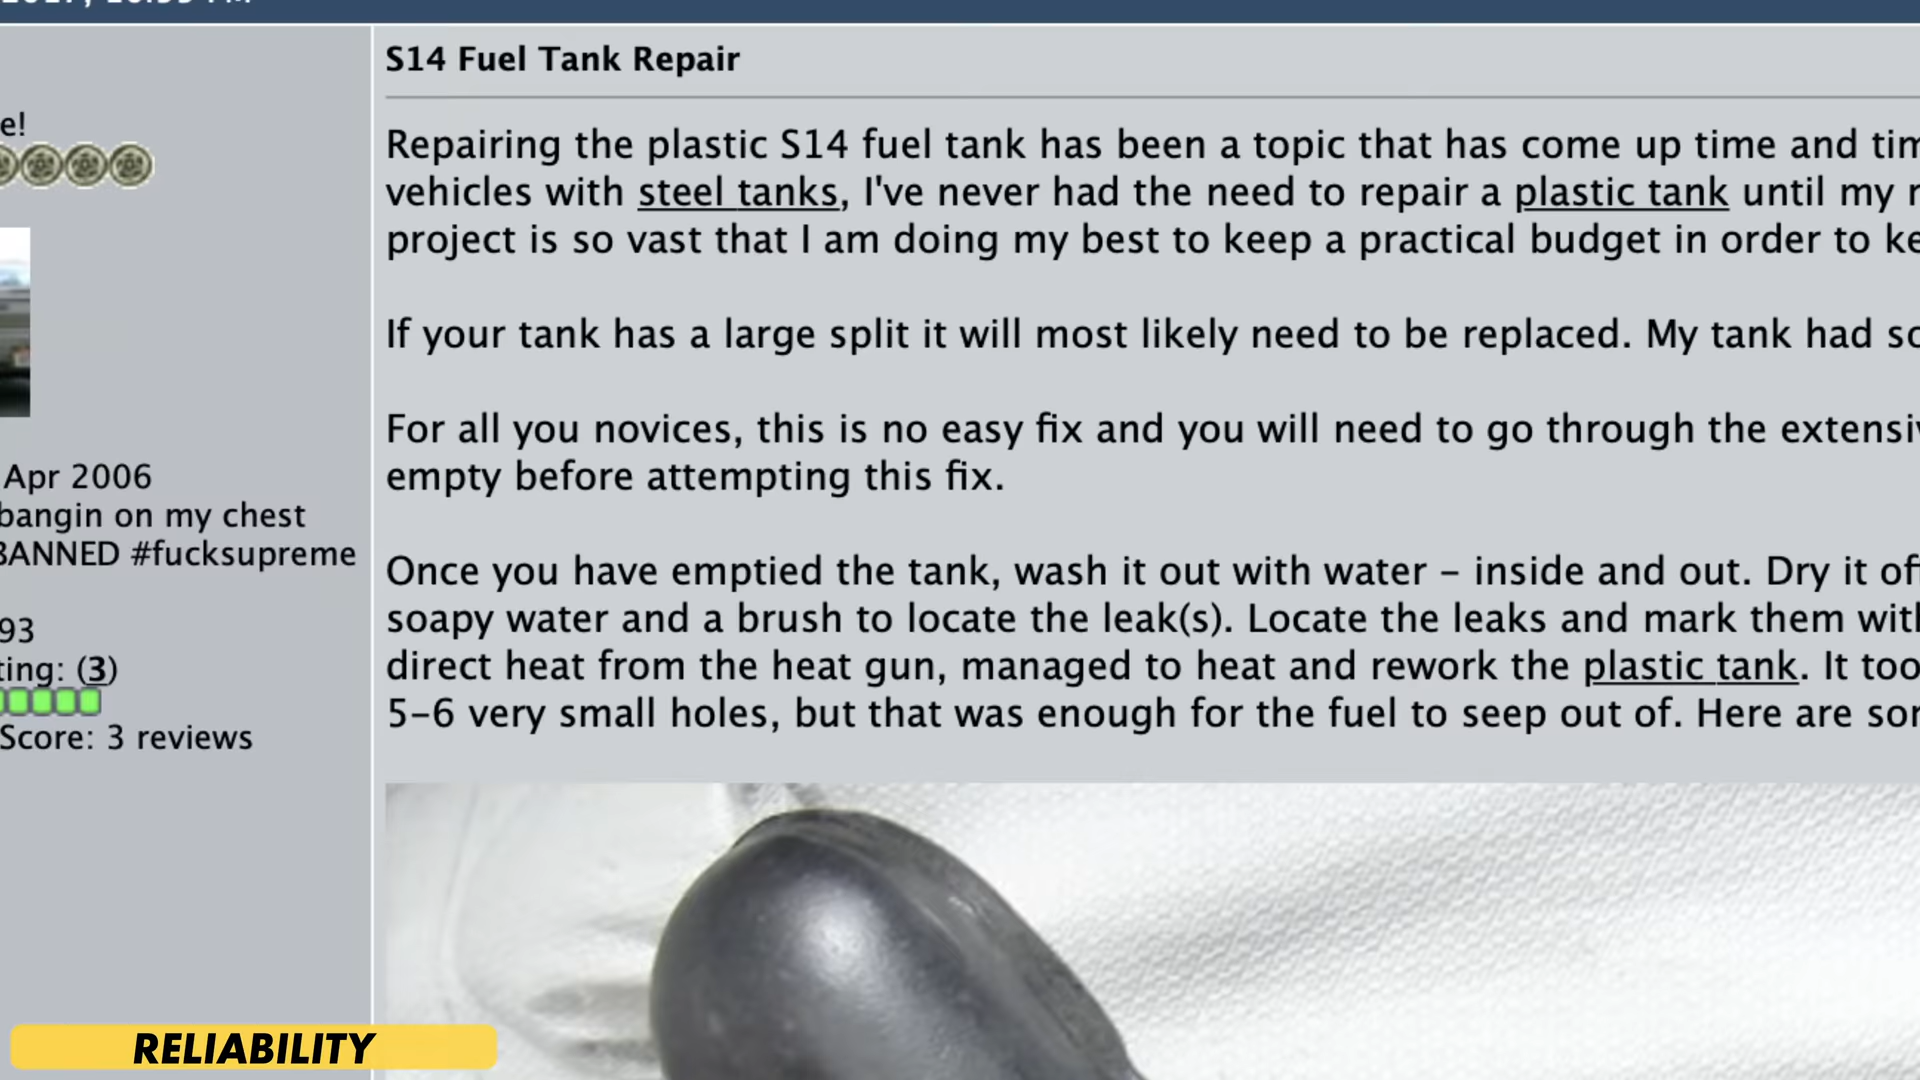 S14 Fuel Tank Repair
Repairing the plastic S14 fuel tank has been a topic that has come up time and
vehicles with steel tanks, I've never had the need to repair a plastic tank until my
project is so vast that I am doing my best to keep a practical budget in order to
If your tank has a large split it will most likely need to be replaced. My tank had
For all you novices, this is no easy fix and you will need to go through the
empty before attempting this fix.
Once you have emptied the tank, wash it out with water – inside and out. Dry it
soapy water and a brush to locate the leak(s). Locate the leaks and mark them
direct heat from the heat gun, managed to heat and rework the plastic tank. It
5-6 very small holes, but that was enough for the fuel to seep out of. Here are
e!
Apr 2006
bangin on my chest
BANNED #fucksupreme
93
ting: (3)
Score: 3 reviews
RELIABILITY